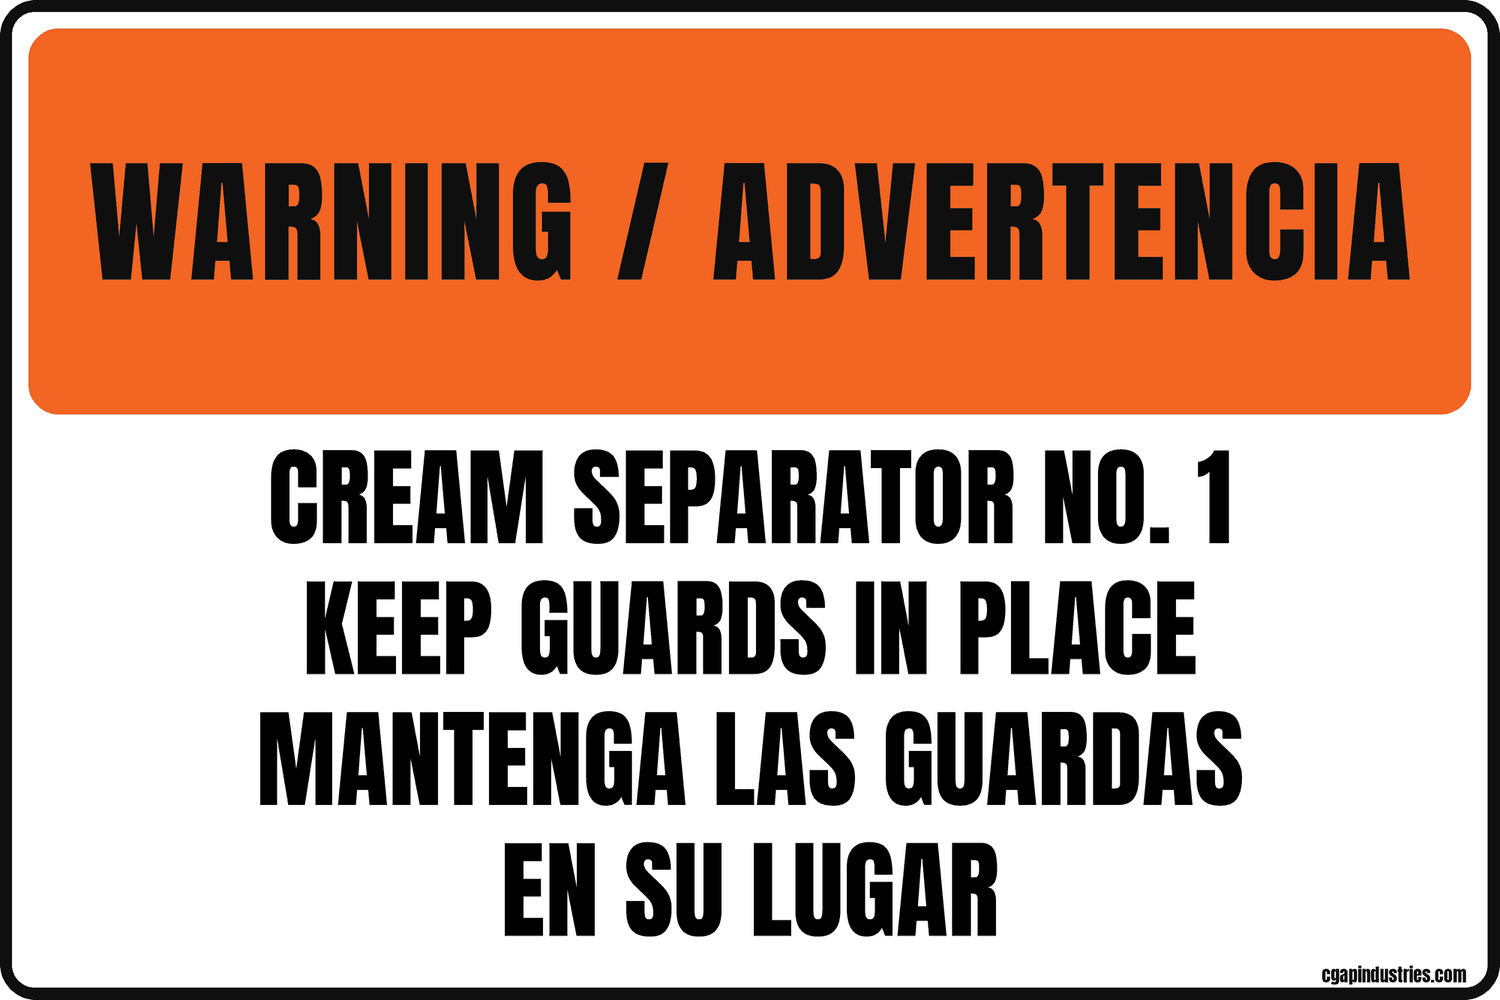 WARNING / ADVERTENCIA
CREAM SEPARATOR NO. 1
KEEP GUARDS IN PLACE
MANTENGA LAS GUARDAS
EN SU LUGAR
cgapindustries.com